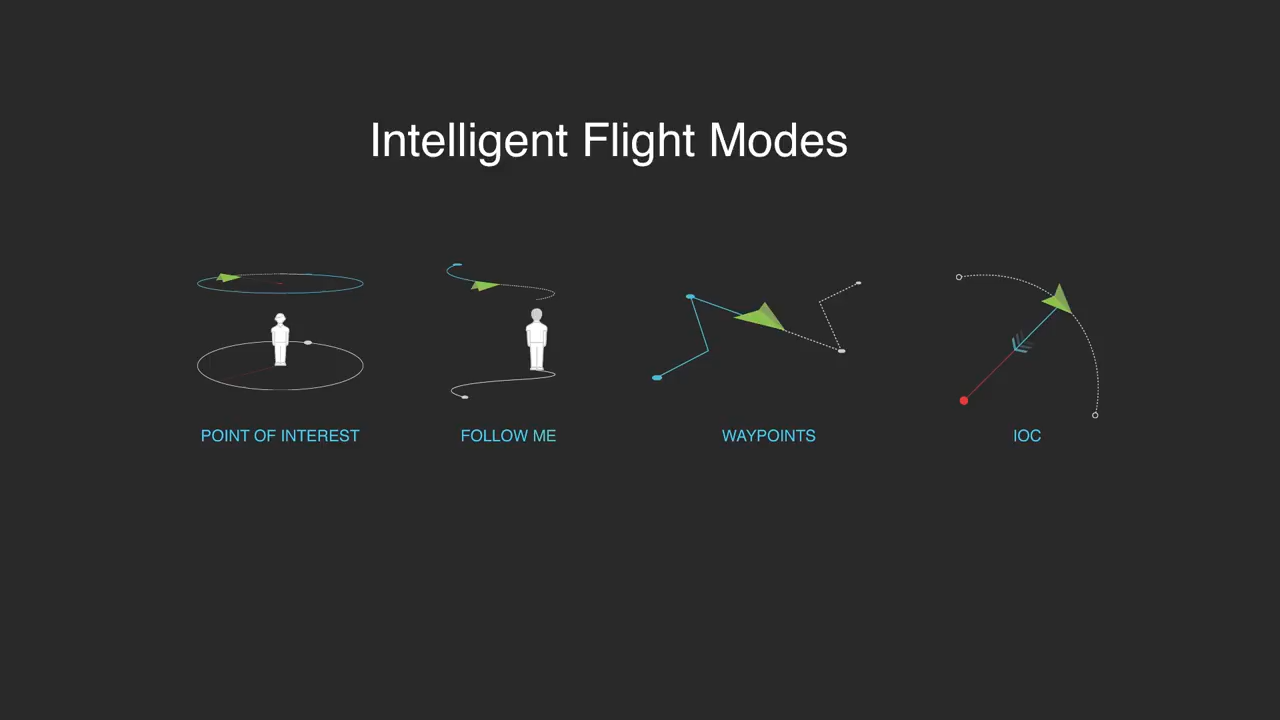 Intelligent Flight Modes
POINT OF INTEREST
FOLLOW ME
WAYPOINTS
IOC